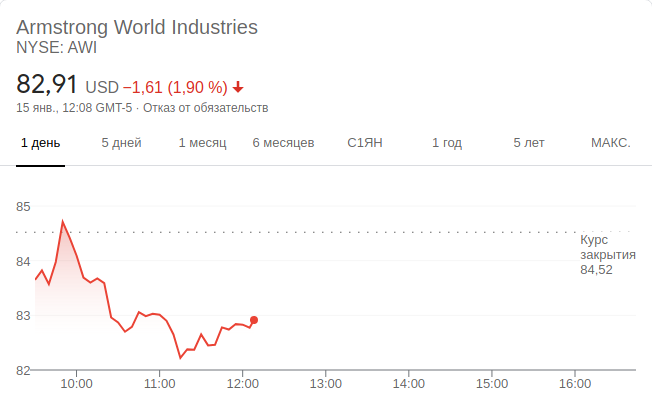 Armstrong World Industries
NYSE: AWI
82,91 USD −1,61 (1,90 %)
15 янв., 12:08 GMT-5 · Отказ от обязательств
1 день 5 дней 1 месяц 6 месяцев С1ЯН 1 год 5 лет МАКС.
85
Курс
закрытия
84,52
84
83
82
10:00 11:00 12:00 13:00 14:00 15:00 16:00